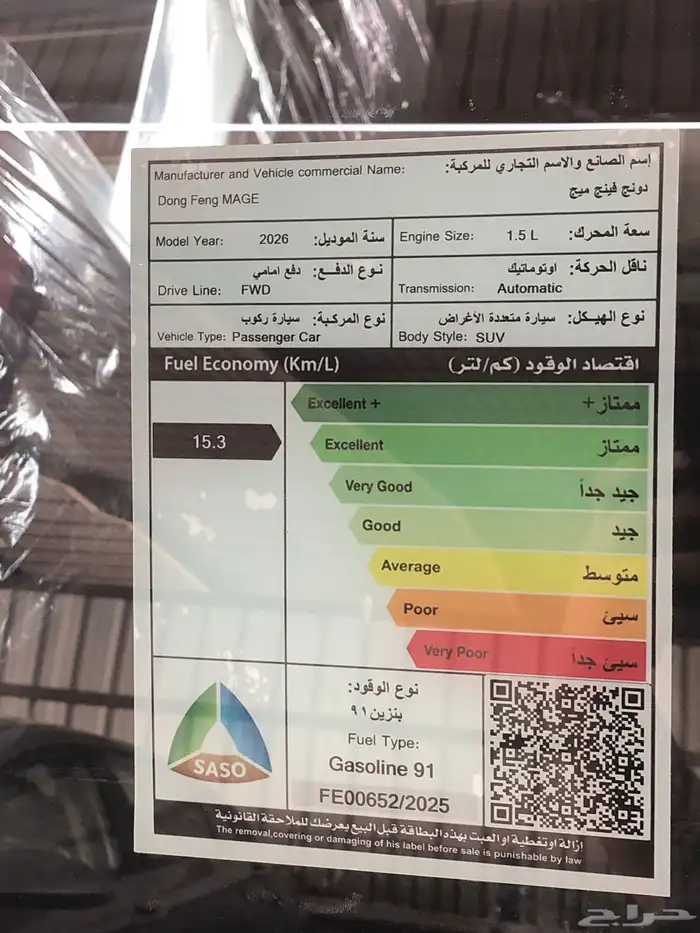 Manufacturer and Vehicle commercial Name: إسم الصانع والاسم التجاري للمركبة:
Dong Feng MAGE دونج فينج ميج
Model Year: 2026 سنة الموديل:
Engine Size: 1.5 L سعة المحرك:
نوع الدفـع: دفع امامي
Drive Line: FWD
ناقل الحركة: اوتوماتيك
Transmission: Automatic
نوع المركبة: سيارة ركوب
Vehicle Type: Passenger Car
نوع الهيكل: سيارة متعددة الأغراض
Body Style: SUV
Fuel Economy (Km/L) اقتصاد الوقود (كم/لتر)
Excellent + ممتاز +
15.3
Excellent ممتاز
Very Good جيد جداً
Good جيد
Average متوسط
Poor سيئ
Very Poor سيئ جداً
نوع الوقود:
بنزين ٩١
Fuel Type:
Gasoline 91
FE00652/2025
SASO
ازالة اوتغطية او العبث بهذه البطاقة قبل البيع يعرضك للملاحقة القانونية
The removal,covering or damaging of his label before sale is punishable by law
حراج